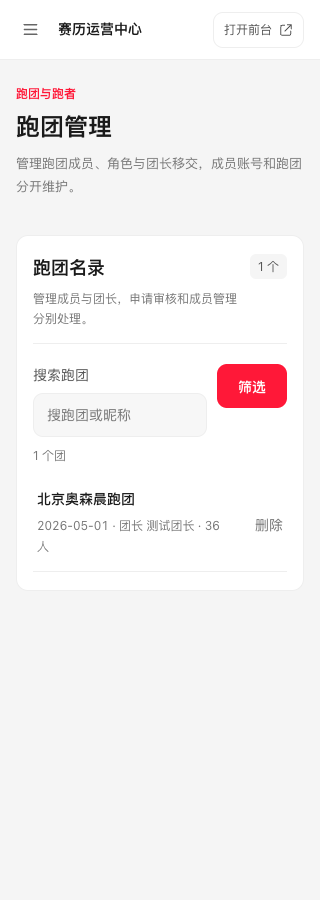 赛历运营中心
打开前台
跑团与跑者
跑团管理
管理跑团成员、角色与团长移交，成员账号和跑团
分开维护。
跑团名录
1 个
管理成员与团长，申请审核和成员管理
分别处理。
搜索跑团
筛选
搜跑团或昵称
1 个团
北京奥森晨跑团
2026-05-01 · 团长 测试团长 · 36
人
删除